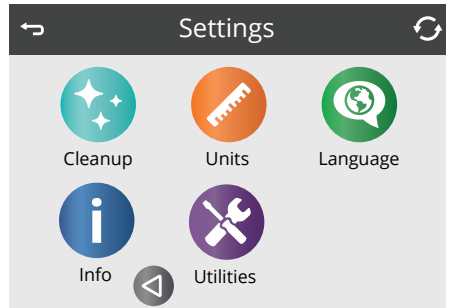 Settings
Cleanup
Units
Language
Info
Utilities